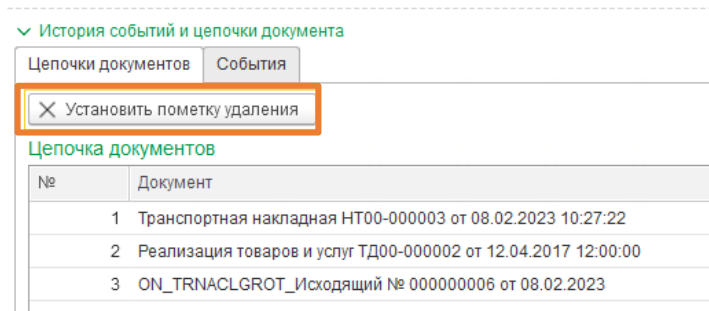 История событий и цепочки документа
Цепочки документов События
Установить пометку удаления
Цепочка документов
№ Документ
1 Транспортная накладная НТ00-000003 от 08.02.2023 10:27:22
2 Реализация товаров и услуг ТД00-000002 от 12.04.2017 12:00:00
3 ON_TRNACLGROT_Исходящий № 000000006 от 08.02.2023